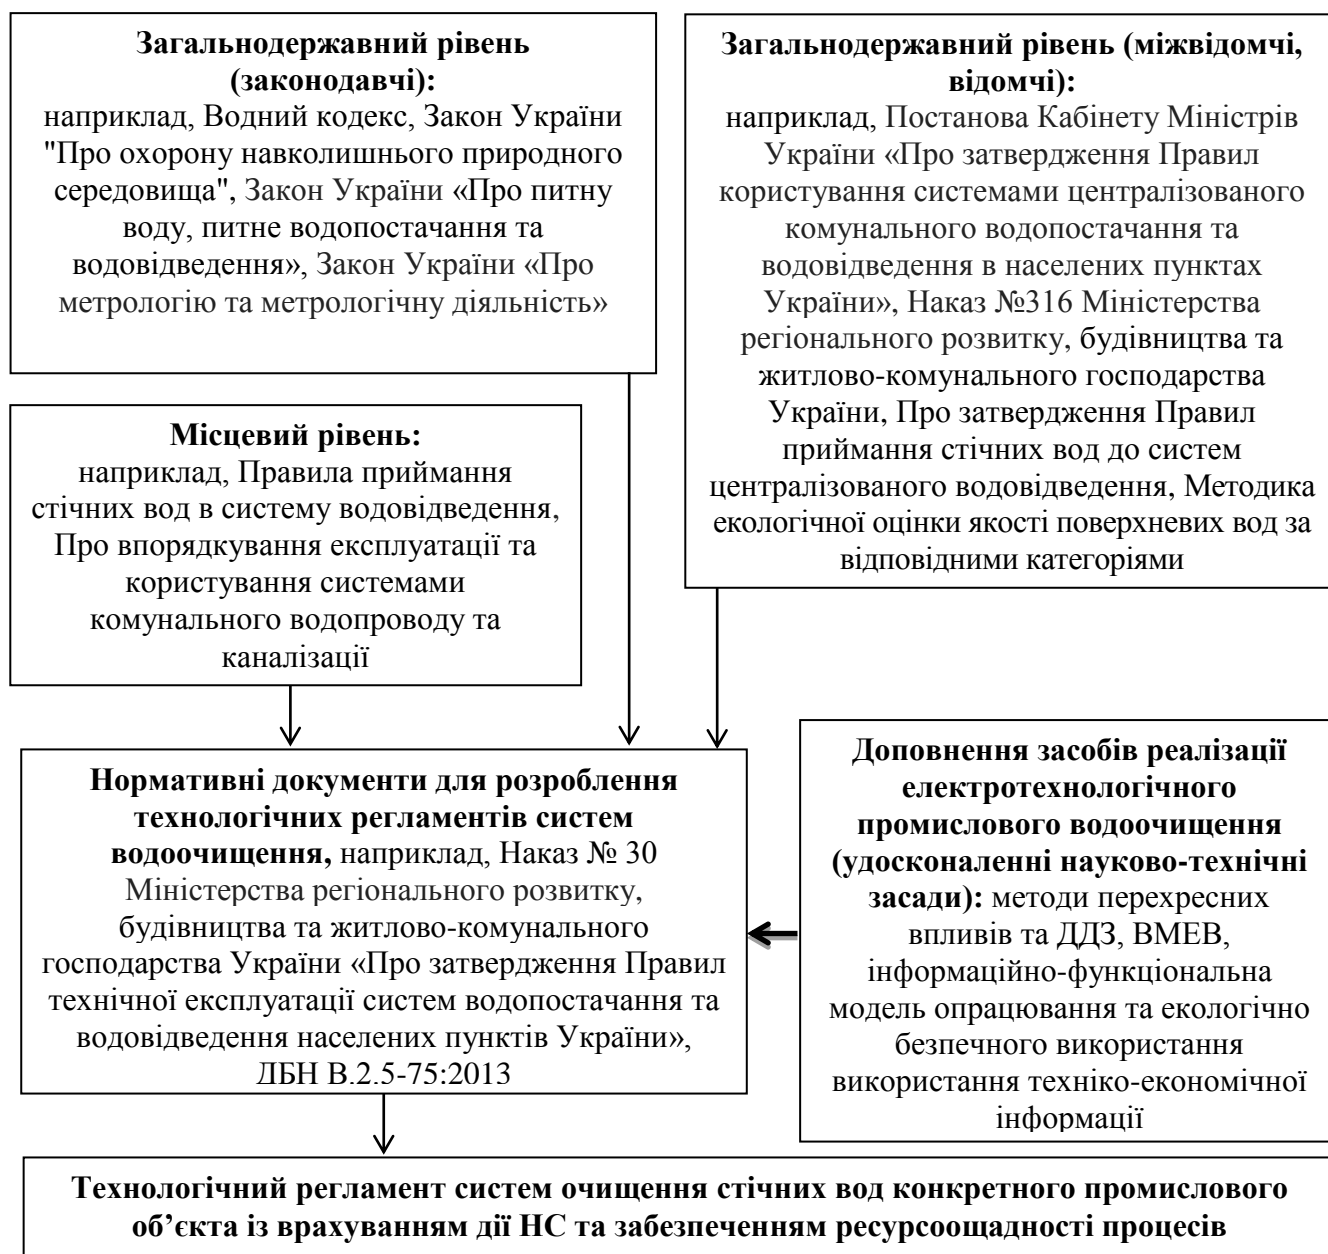 Загальнодержавний рівень
(законодавчі):
наприклад, Водний кодекс, Закон України
"Про охорону навколишнього природного
середовища", Закон України «Про питну
воду, питне водопостачання та
водовідведення», Закон України «Про
метрологію та метрологічну діяльність»
Загальнодержавний рівень (міжвідомчі,
відомчі):
наприклад, Постанова Кабінету Міністрів
України «Про затвердження Правил
користування системами централізованого
комунального водопостачання та
водовідведення в населених пунктах
України», Наказ №316 Міністерства
регіонального розвитку, будівництва та
житлово-комунального господарства
України, Про затвердження Правил
приймання стічних вод до систем
централізованого водовідведення, Методика
екологічної оцінки якості поверхневих вод за
відповідними категоріями
Місцевий рівень:
наприклад, Правила приймання
стічних вод в систему водовідведення,
Про впорядкування експлуатації та
користування системами
комунального водопроводу та
каналізації
Нормативні документи для розроблення
технологічних регламентів систем
водоочищення, наприклад, Наказ № 30
Міністерства регіонального розвитку,
будівництва та житлово-комунального
господарства України «Про затвердження Правил
технічної експлуатації систем водопостачання та
водовідведення населених пунктів України»,
ДБН В.2.5-75:2013
Доповнення засобів реалізації
електротехнологічного
промислового водоочищення
(удосконаленні науково-технічні
засади): методи перехресних
впливів та ДДЗ, ВМЕВ,
інформаційно-функціональна
модель опрацювання та екологічно
безпечного використання
використання техніко-економічної
інформації
Технологічний регламент систем очищення стічних вод конкретного промислового
об’єкта із врахуванням дії НС та забезпеченням ресурсоощадності процесів